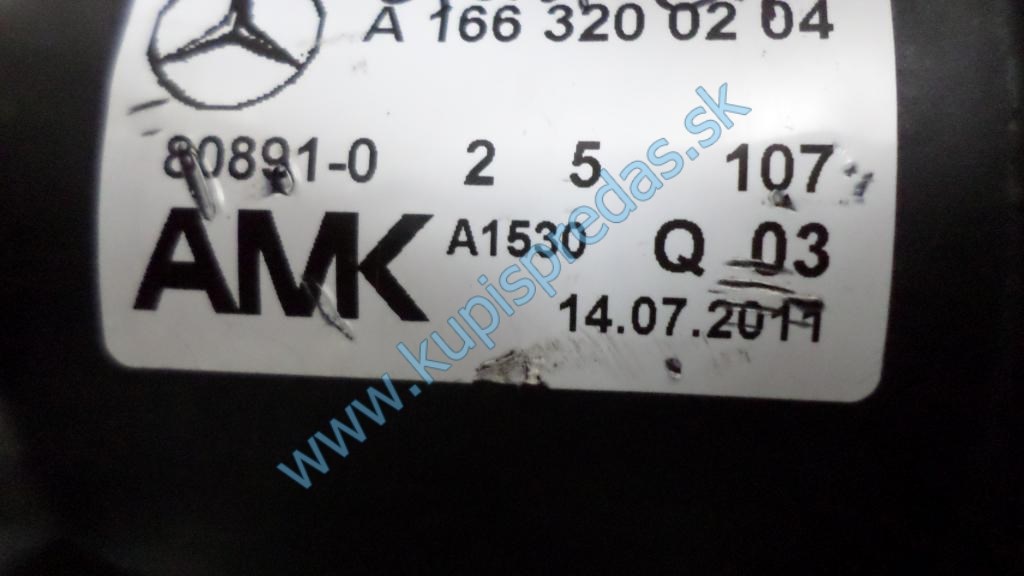 A 166 320 02 04
80891-0 2 5 107
AMK A1530 Q 03
14.07.2011
www.kupispredas.sk